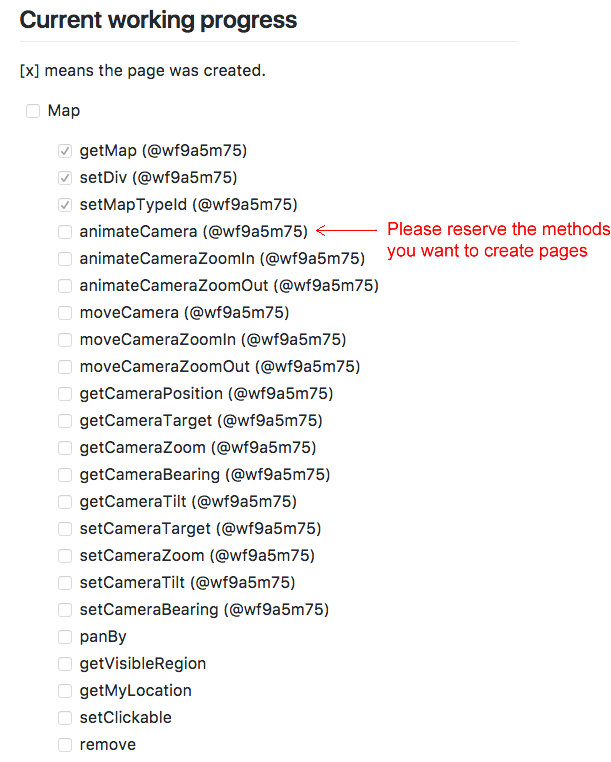 Current working progress
[x] means the page was created.
Map
getMap (@wf9a5m75)
setDiv (@wf9a5m75)
setMapTypeId (@wf9a5m75)
animateCamera (@wf9a5m75)
Please reserve the methods
you want to create pages
animateCameraZoomIn (@wf9a5m75)
animateCameraZoomOut (@wf9a5m75)
moveCamera (@wf9a5m75)
moveCameraZoomIn (@wf9a5m75)
moveCameraZoomOut (@wf9a5m75)
getCameraPosition (@wf9a5m75)
getCameraTarget (@wf9a5m75)
getCameraZoom (@wf9a5m75)
getCameraBearing (@wf9a5m75)
getCameraTilt (@wf9a5m75)
setCameraTarget (@wf9a5m75)
setCameraZoom (@wf9a5m75)
setCameraTilt (@wf9a5m75)
setCameraBearing (@wf9a5m75)
panBy
getVisibleRegion
getMyLocation
setClickable
remove